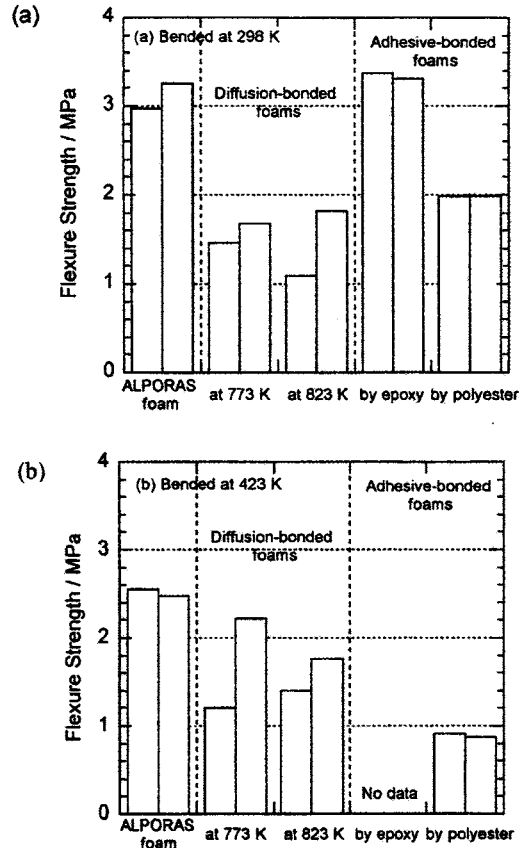 (a)
(a) Bended at 298 K
Adhesive-bonded
foams
Diffusion-bonded
foams
Flexure Strength / MPa
4
3
2
1
0
ALPORAS
foam
at 773 K
at 823 K
by epoxy
by polyester
(b)
(b) Bended at 423 K
Adhesive-bonded
foams
Diffusion-bonded
foams
Flexure Strength / MPa
4
3
2
1
0
No data
ALPORAS
foam
at 773 K
at 823 K
by epoxy
by polyester